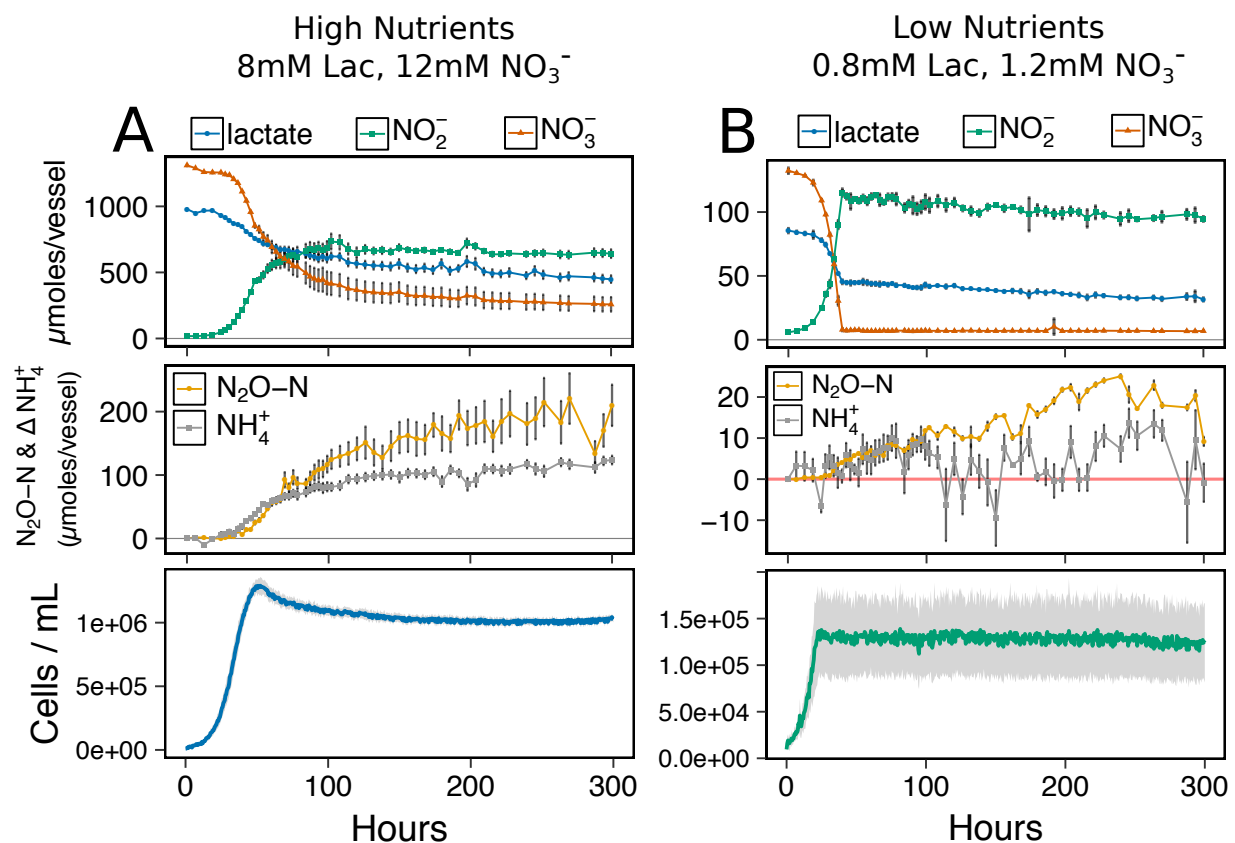 High Nutrients
8mM Lac, 12mM NO₃⁻
Low Nutrients
0.8mM Lac, 1.2mM NO₃⁻
A
lactate
NO₂⁻
NO₃⁻
μmoles/vessel
1000
500
0
N₂O−N
NH₄⁺
N₂O−N & Δ NH₄⁺
(μmoles/vessel)
200
100
0
Cells / mL
1e+06
5e+05
0e+00
0
100
200
300
Hours
B
lactate
NO₂⁻
NO₃⁻
100
50
0
N₂O−N
NH₄⁺
20
10
0
−10
1.5e+05
1.0e+05
5.0e+04
0.0e+00
0
100
200
300
Hours